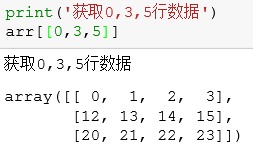 print('获取0,3,5行数据')
arr[[0,3,5]]
获取0,3,5行数据
array([[ 0,  1,  2,  3],
       [12, 13, 14, 15],
       [20, 21, 22, 23]])